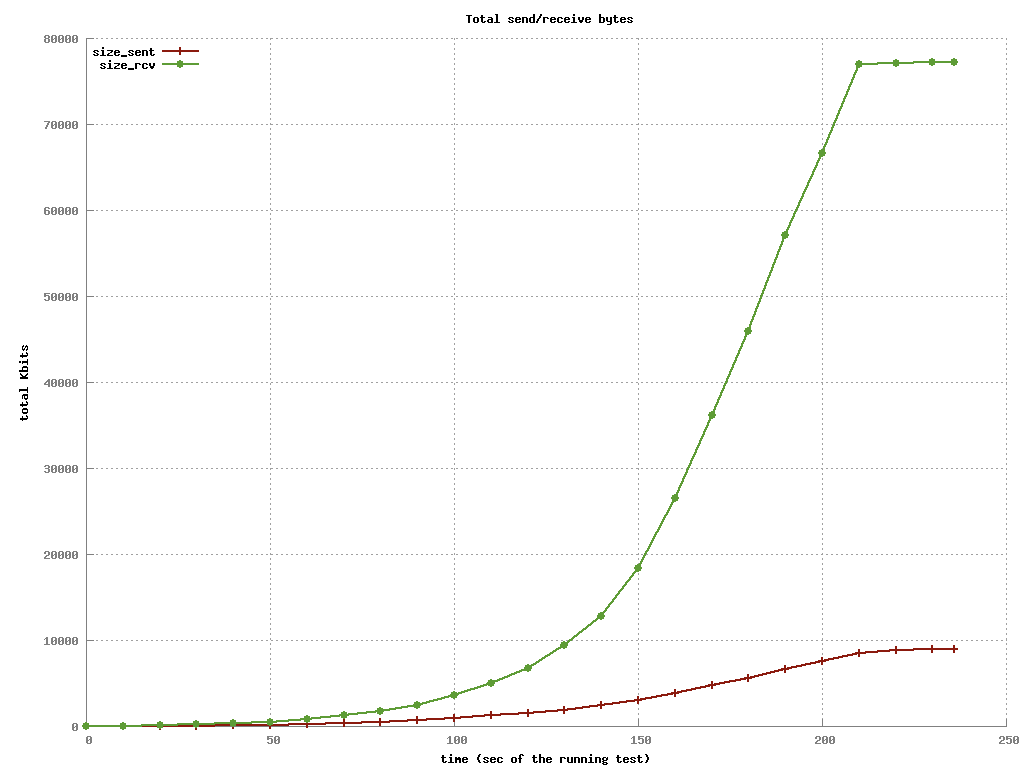 Total send/receive bytes
80000
size_sent
size_rcv
70000
60000
50000
total Kbits
40000
30000
20000
10000
0
0 50 100 150 200 250
time (sec of the running test)